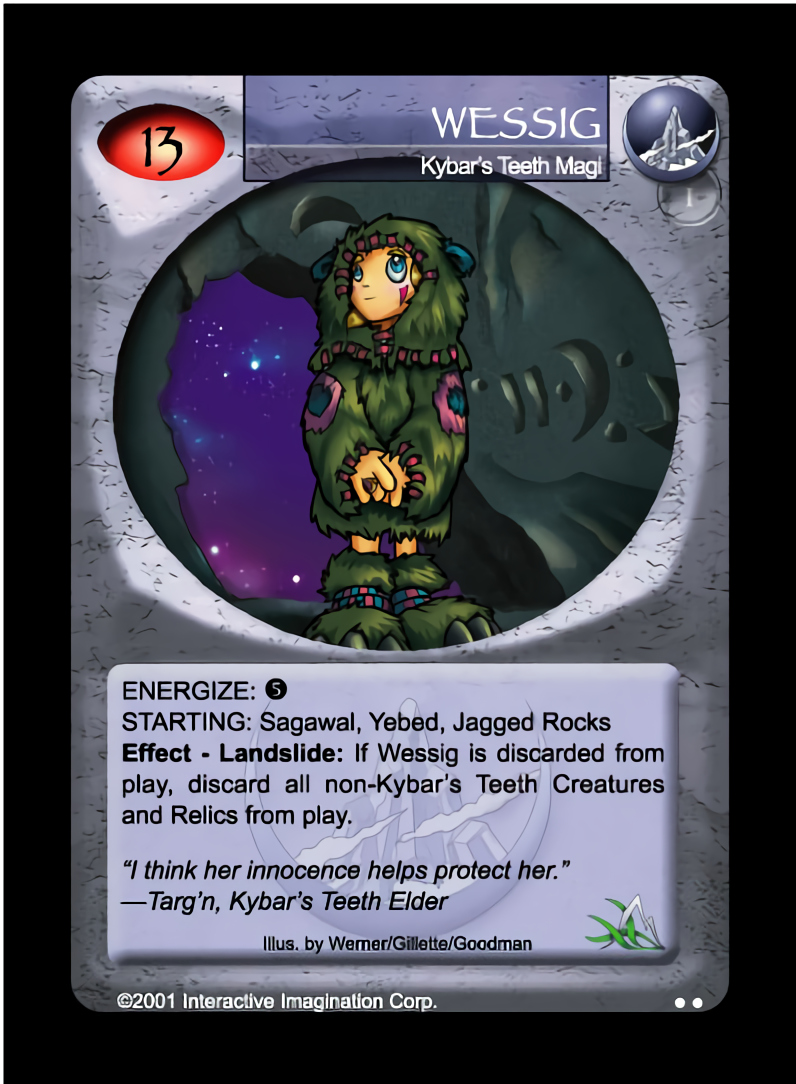 13
WESSIG
Kybar's Teeth Magi
I
ENERGIZE: 5
STARTING: Sagawal, Yebed, Jagged Rocks
Effect - Landslide: If Wessig is discarded from
play, discard all non-Kybar's Teeth Creatures
and Relics from play.
“I think her innocence helps protect her.”
—Targ'n, Kybar's Teeth Elder
Illus. by Werner/Gillette/Goodman
©2001 Interactive Imagination Corp.